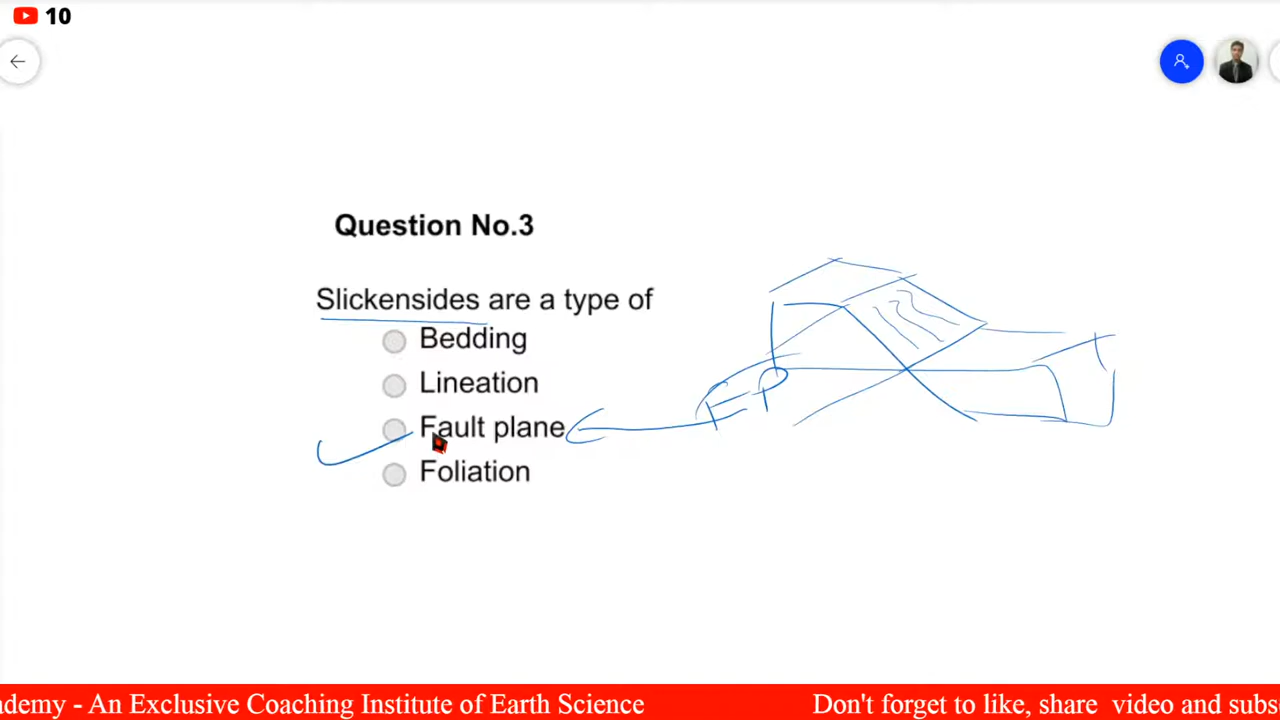 10
Question No.3
Slickensides are a type of
Bedding
Lineation
Fault plane
Foliation
FP
ademy - An Exclusive Coaching Institute of Earth Science Don't forget to like, share video and subs